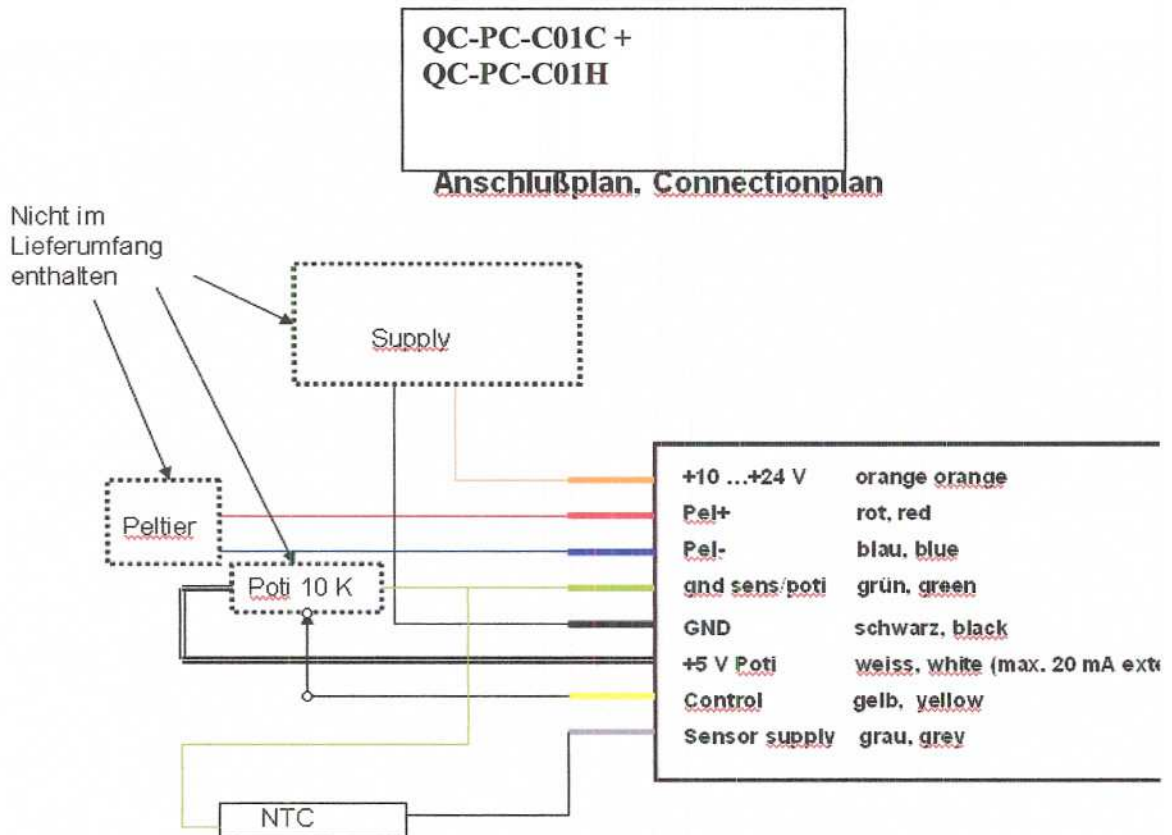 QC-PC-C01C +
QC-PC-C01H
Anschlußplan, Connectionplan
Nicht im
Lieferumfang
enthalten
Supply
Peltier
Poti 10 K
+10 ...+24 V orange orange
Pel+ rot, red
Pel- blau, blue
gnd sens/poti grün, green
GND schwarz, black
+5 V Poti weiss, white (max. 20 mA exte
Control gelb, yellow
Sensor supply grau, grey
NTC